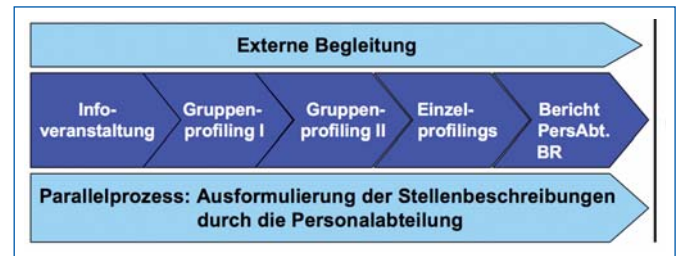 Externe Begleitung
Info-
veranstaltung
Gruppen-
profiling I
Gruppen-
profiling II
Einzel-
profilings
Bericht
PersAbt.
BR
Parallelprozess: Ausformulierung der Stellenbeschreibungen
durch die Personalabteilung